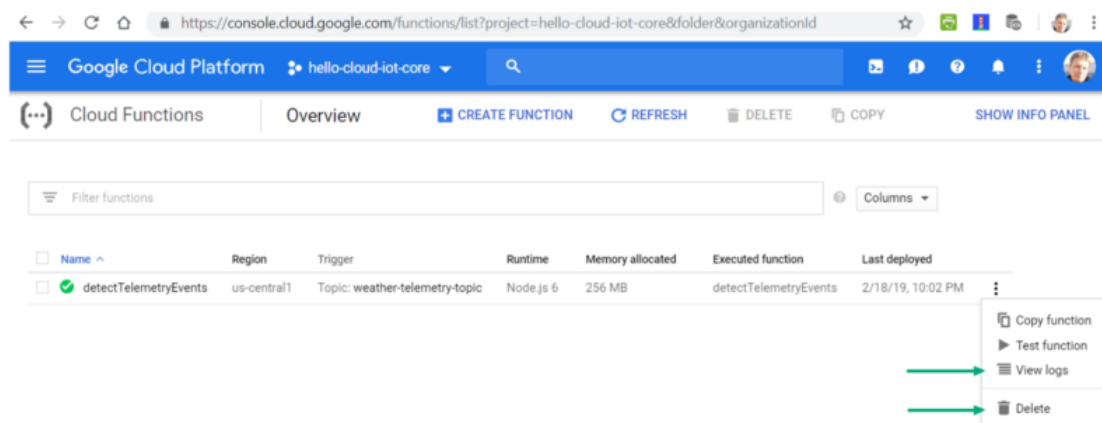 https://console.cloud.google.com/functions/list?project=hello-cloud-iot-core&folder&organizationId
Google Cloud Platform hello-cloud-iot-core
Cloud Functions Overview CREATE FUNCTION REFRESH DELETE COPY SHOW INFO PANEL
Filter functions Columns
Name Region Trigger Runtime Memory allocated Executed function Last deployed
detectTelemetryEvents us-central1 Topic: weather-telemetry-topic Node.js 6 256 MB detectTelemetryEvents 2/18/19, 10:02 PM
Copy function
Test function
View logs
Delete